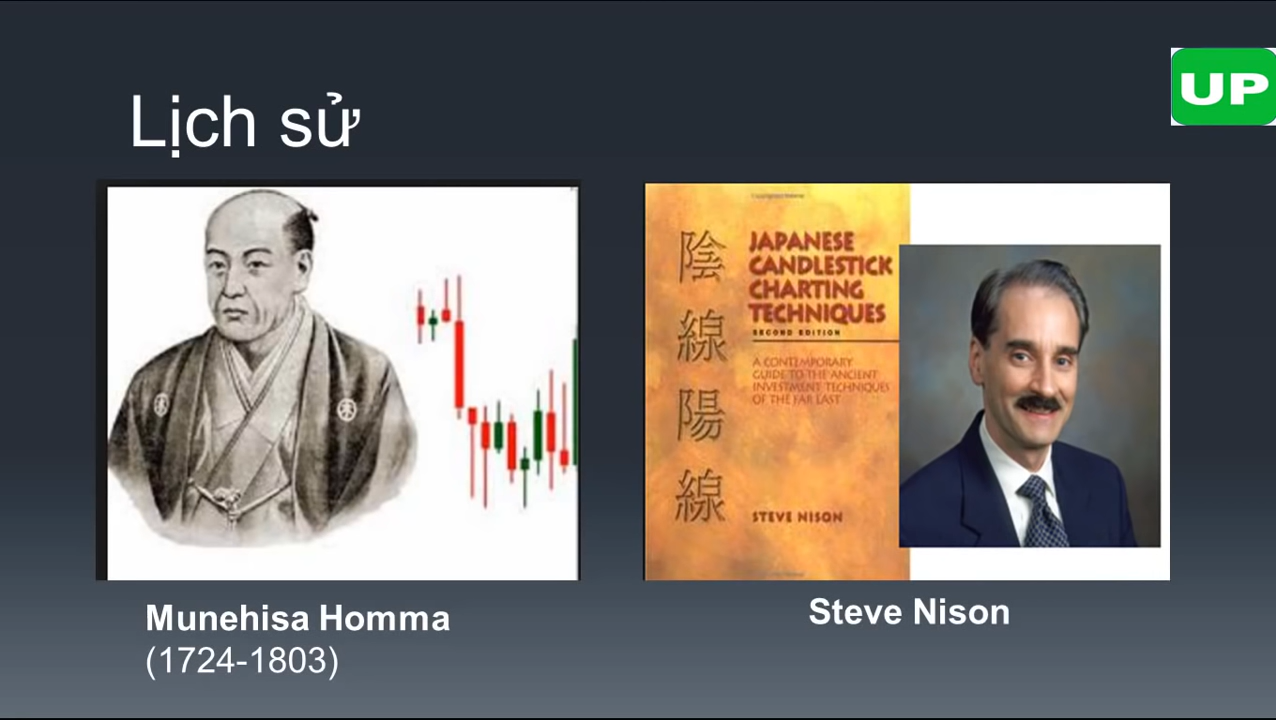 Lịch sử
UP
陰
線
陽
線
JAPANESE
CANDLESTICK
CHARTING
TECHNIQUES
SECOND EDITION
A CONTEMPORARY
GUIDE TO THE ANCIENT
INVESTMENT TECHNIQUES
OF THE FAR EAST
STEVE NISON
Munehisa Homma
(1724-1803)
Steve Nison